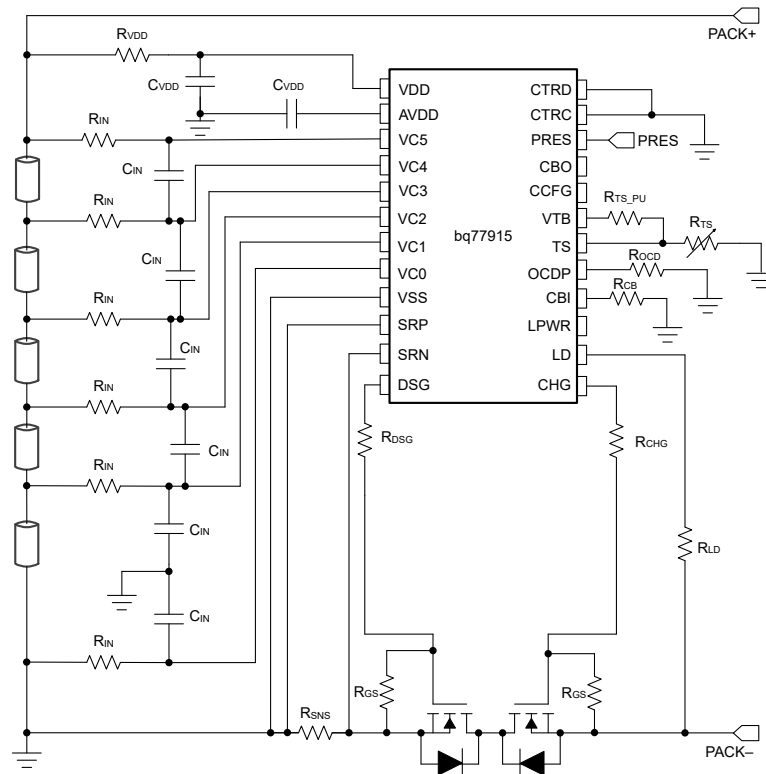 PACK+
RVDD
CVDD
CVDD
VDD
CTRD
AVDD
CTRC
RIN
VC5
PRES
PRES
CIN
VC4
CBO
RIN
VC3
CCFG
RTS_PU
VC2
VTB
RTS
bq77915
CIN
VC1
TS
ROCD
VC0
OCDP
RCB
RIN
VSS
CBI
SRP
LPWR
CIN
SRN
LD
RIN
DSG
CHG
RDSG
RCHG
CIN
RIN
CIN
RLD
CIN
RIN
RGS
RGS
RSNS
PACK–